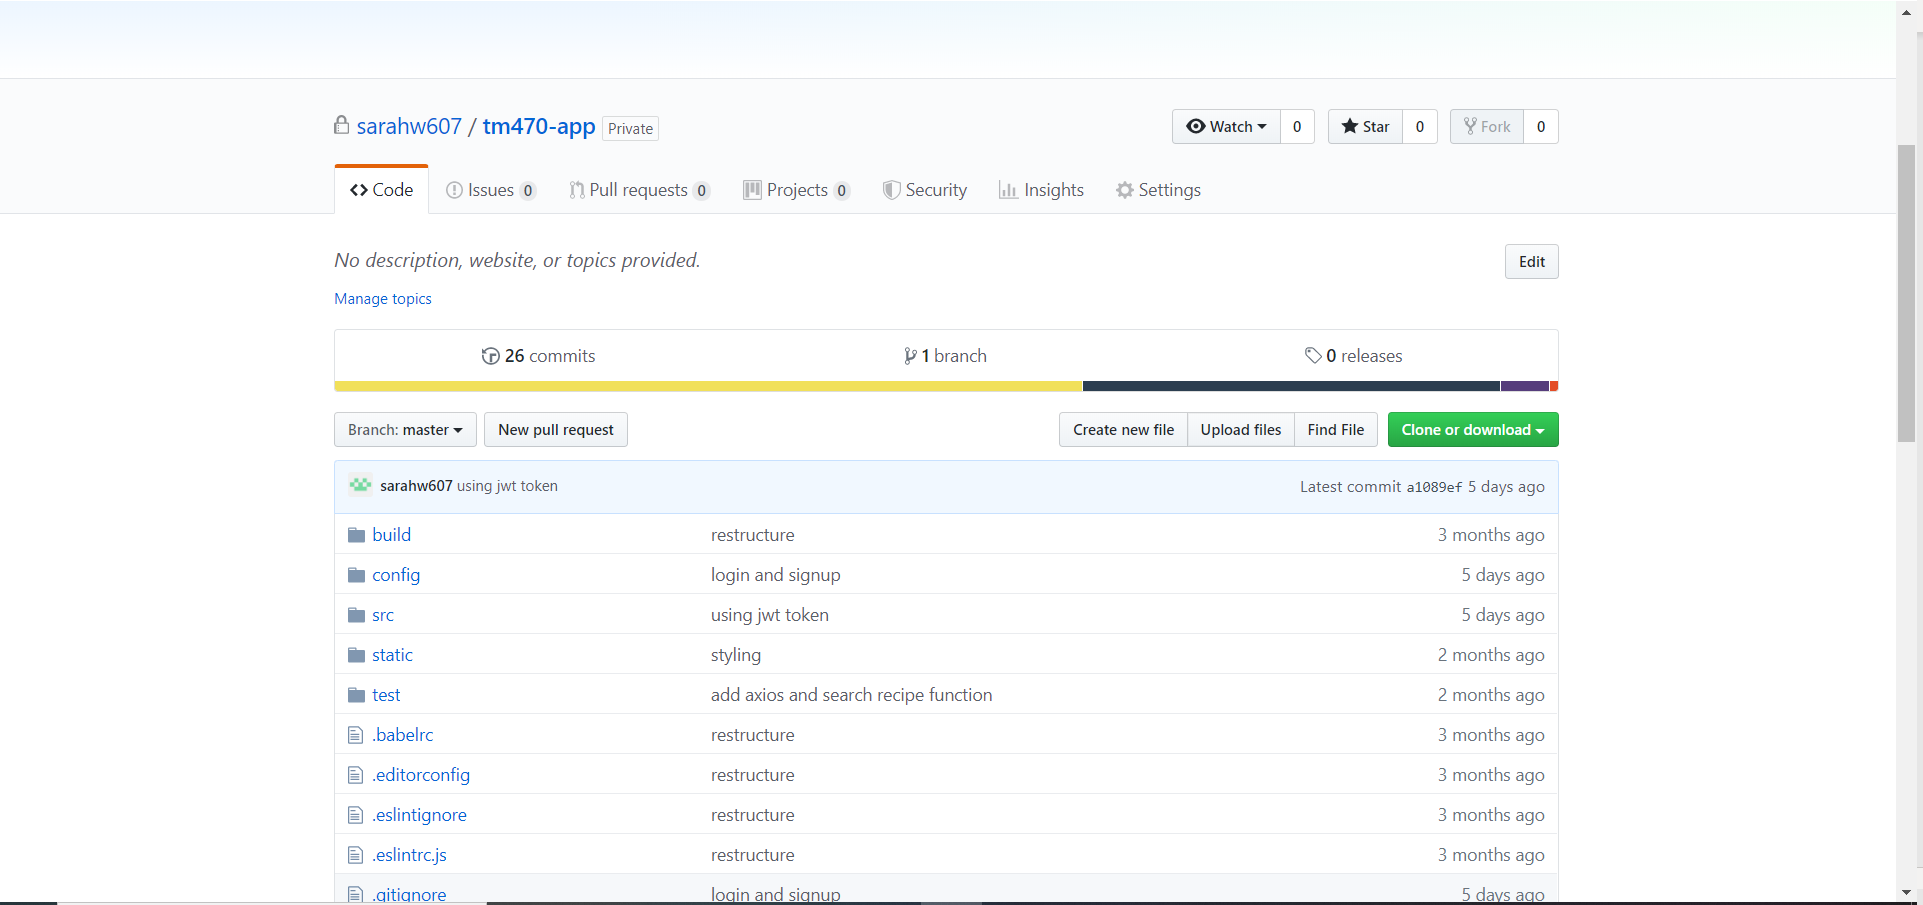 sarahw607 / tm470-app Private Watch 0 Star 0 Fork 0
Code Issues 0 Pull requests 0 Projects 0 Security Insights Settings
No description, website, or topics provided. Edit
Manage topics
26 commits 1 branch 0 releases
Branch: master New pull request Create new file Upload files Find File Clone or download
sarahw607 using jwt token Latest commit a1089ef 5 days ago
build restructure 3 months ago
config login and signup 5 days ago
src using jwt token 5 days ago
static styling 2 months ago
test add axios and search recipe function 2 months ago
.babelrc restructure 3 months ago
.editorconfig restructure 3 months ago
.eslintignore restructure 3 months ago
.eslintrc.js restructure 3 months ago
.gitignore login and signup 5 days ago